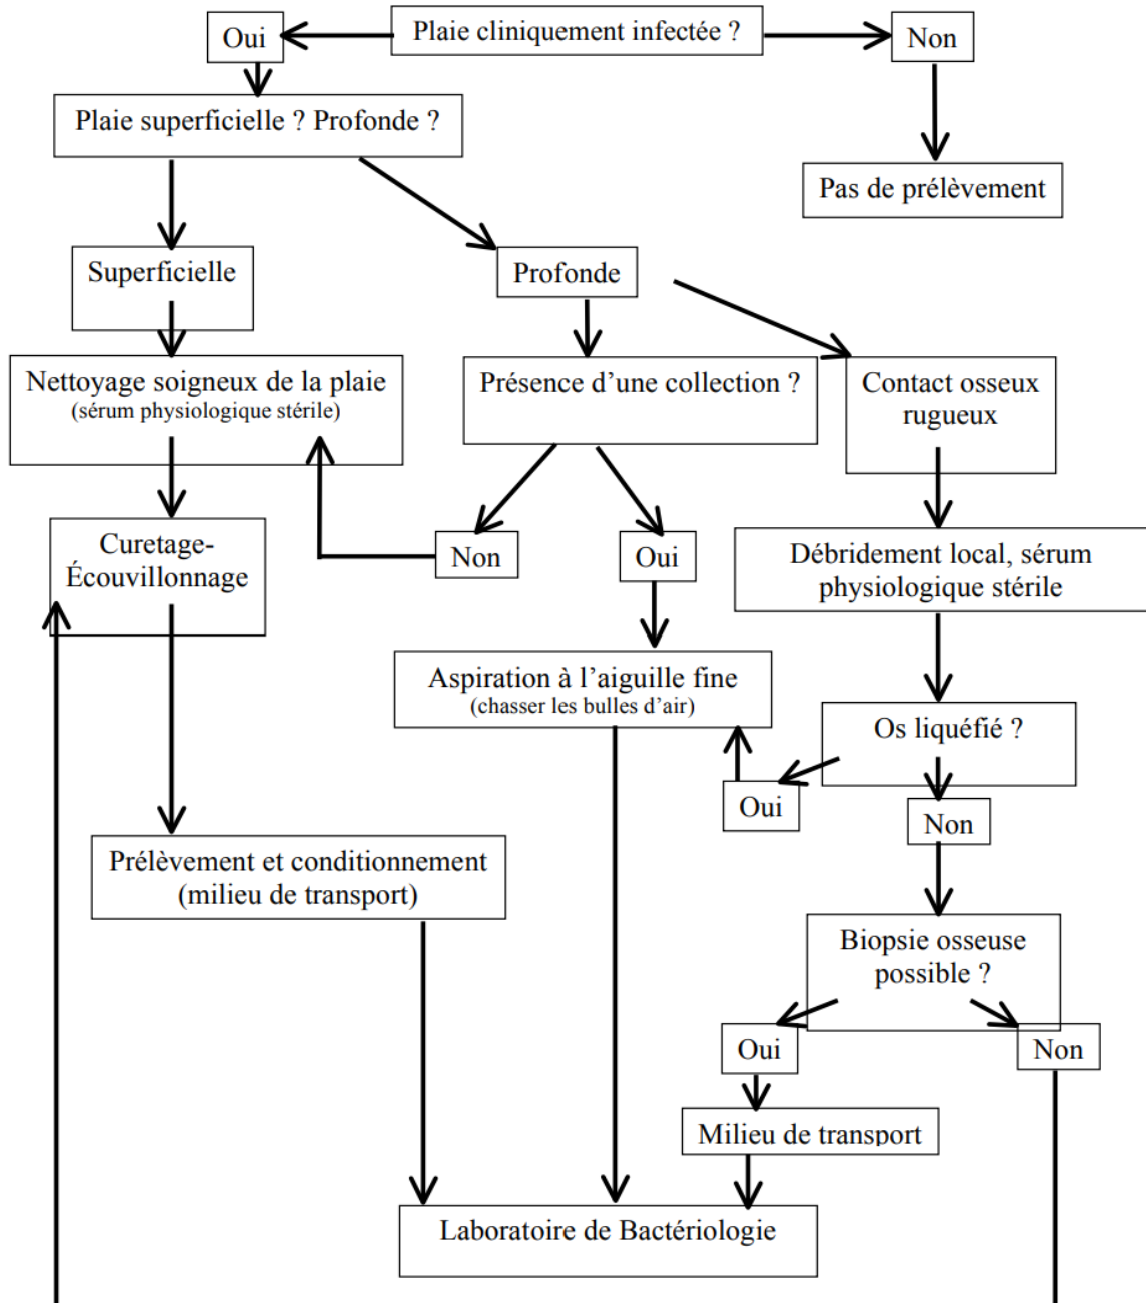 Oui
Plaie cliniquement infectée ?
Non
Plaie superficielle ? Profonde ?
Pas de prélèvement
Superficielle
Profonde
Nettoyage soigneux de la plaie
(sérum physiologique stérile)
Présence d’une collection ?
Contact osseux
rugueux
Curetage-
Écouvillonnage
Non
Oui
Débridement local, sérum
physiologique stérile
Aspiration à l’aiguille fine
(chasser les bulles d’air)
Os liquéfié ?
Oui
Non
Prélèvement et conditionnement
(milieu de transport)
Biopsie osseuse
possible ?
Oui
Non
Milieu de transport
Laboratoire de Bactériologie